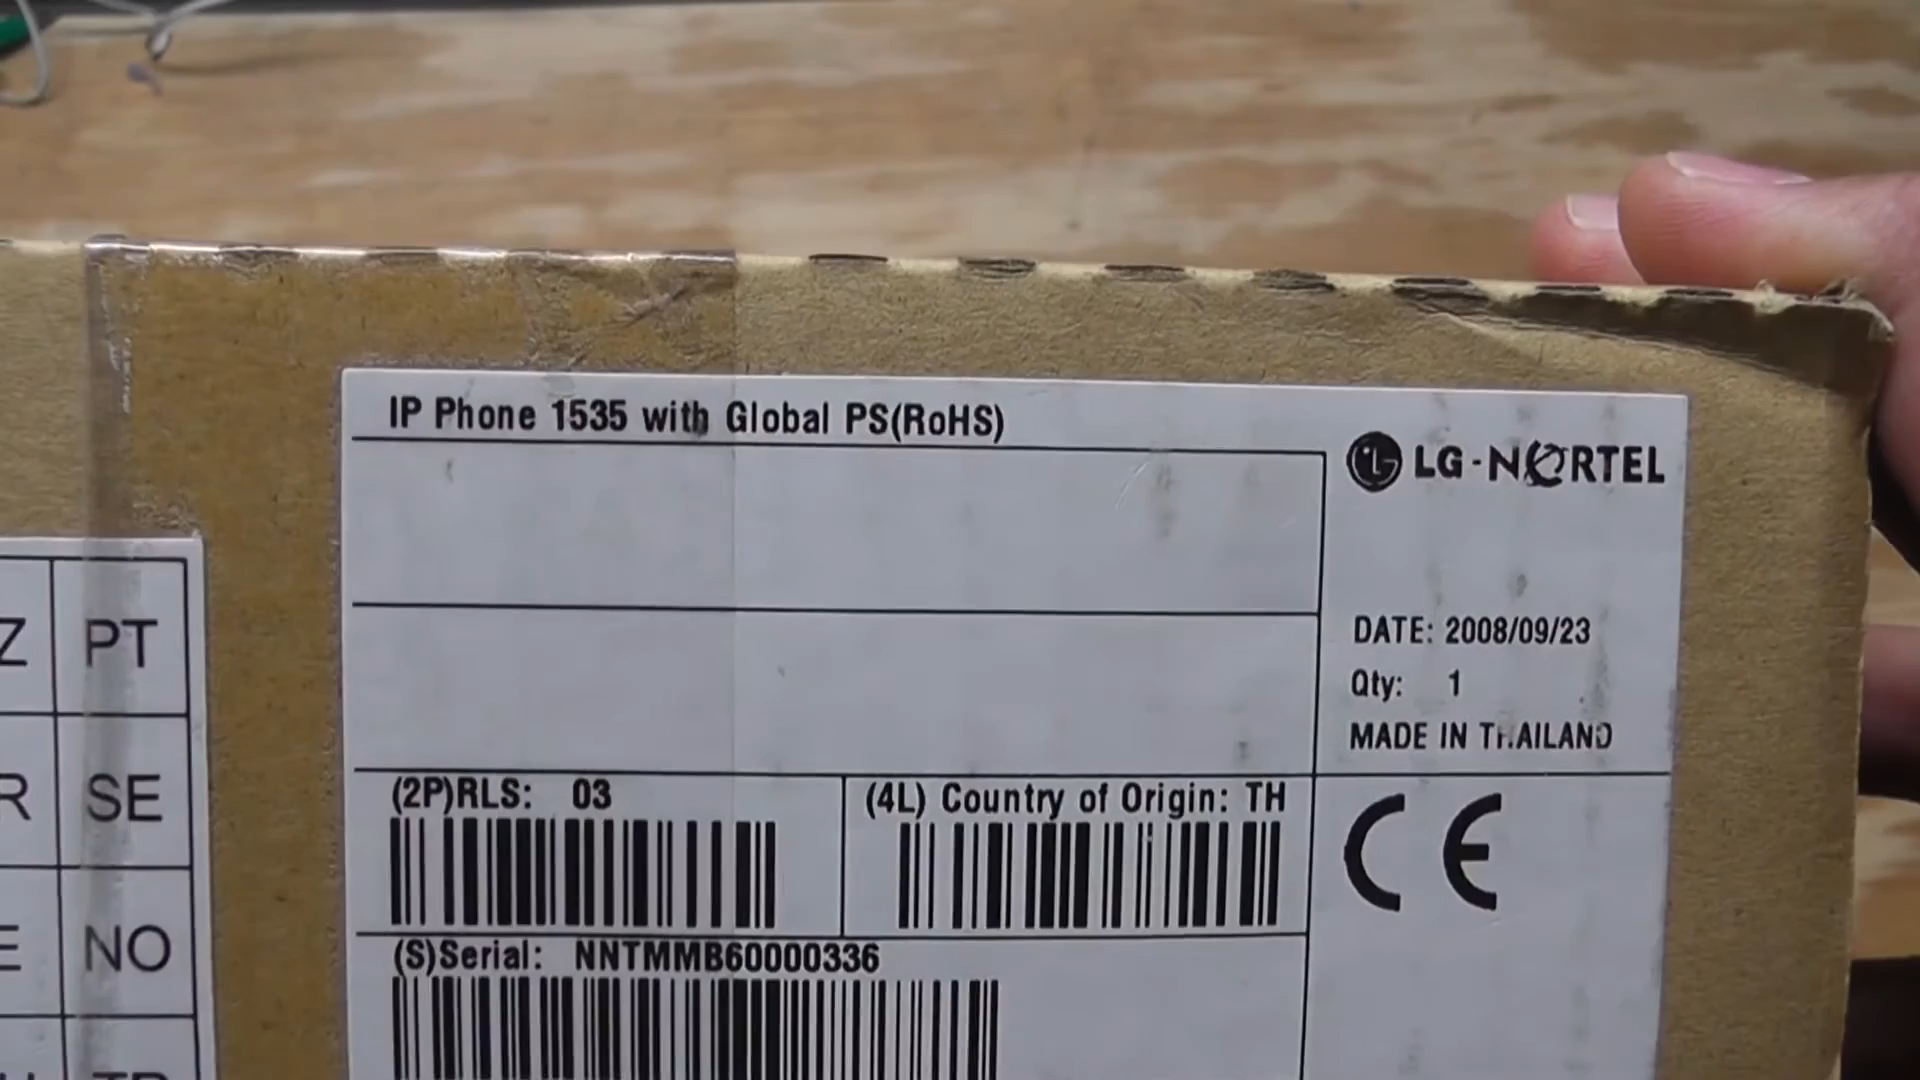 IP Phone 1535 with Global PS(RoHS)
LG-NORTEL
DATE: 2008/09/23
Qty: 1
MADE IN THAILAND
(2P)RLS: 03
(4L) Country of Origin: TH
CE
(S)Serial: NNTMMB60000336
Z PT
R SE
E NO